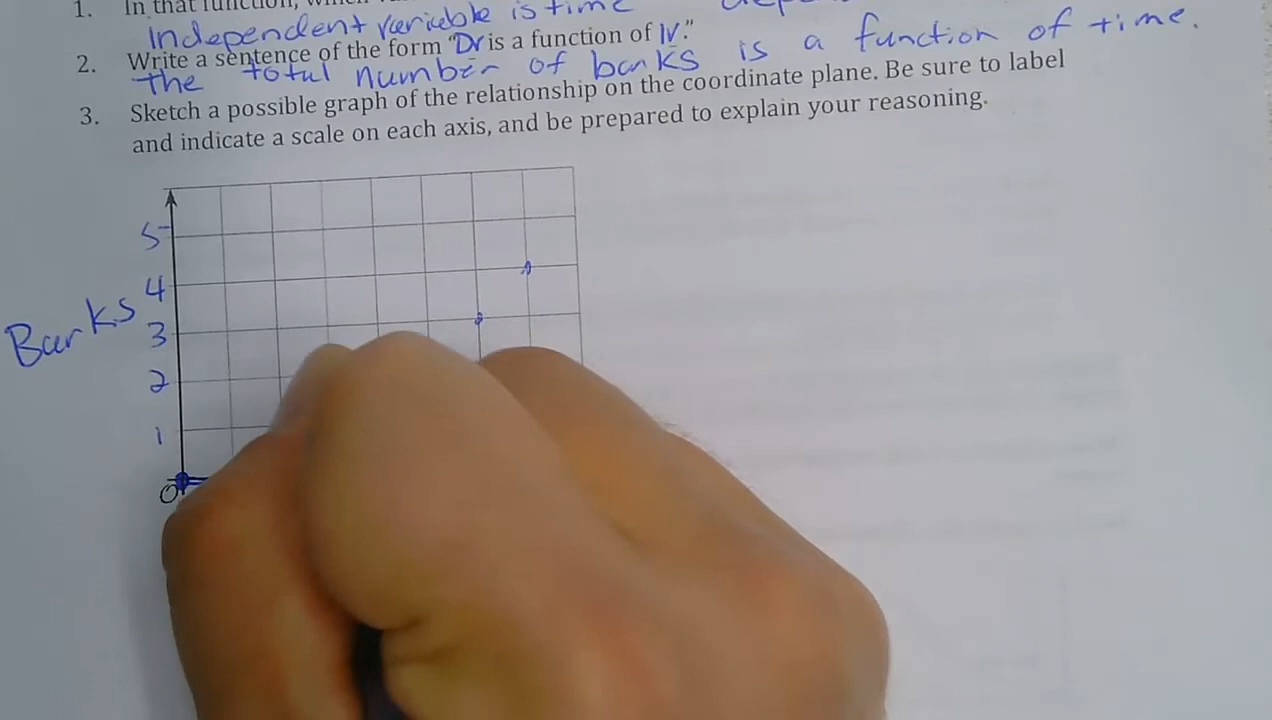 1. In that function, which
Independent variable is time
2. Write a sentence of the form "Dv is a function of IV."
The total number of barks is a function of time.
3. Sketch a possible graph of the relationship on the coordinate plane. Be sure to label
and indicate a scale on each axis, and be prepared to explain your reasoning.
5
4
Barks
3
2
1
0